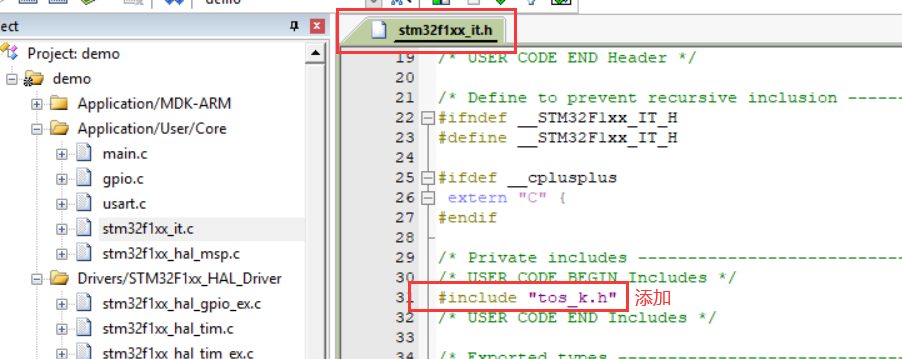 demo
ect
Project: demo
demo
Application/MDK-ARM
Application/User/Core
main.c
gpio.c
usart.c
stm32f1xx_it.c
stm32f1xx_hal_msp.c
Drivers/STM32F1xx_HAL_Driver
stm32f1xx_hal_gpio_ex.c
stm32f1xx_hal_tim.c
stm32f1xx_hal_tim_ex.c
stm32f1xx_it.h
19 /* USER CODE END Header */
20
21 /* Define to prevent recursive inclusion ------
22 #ifndef __STM32F1xx_IT_H
23 #define __STM32F1xx_IT_H
24
25 #ifdef __cplusplus
26 extern "C" {
27 #endif
28
29 /* Private includes ---------------------------
30 /* USER CODE BEGIN Includes */
31 #include "tos_k.h" 添加
32 /* USER CODE END Includes */
33
34 /* Exported types -----------------------------